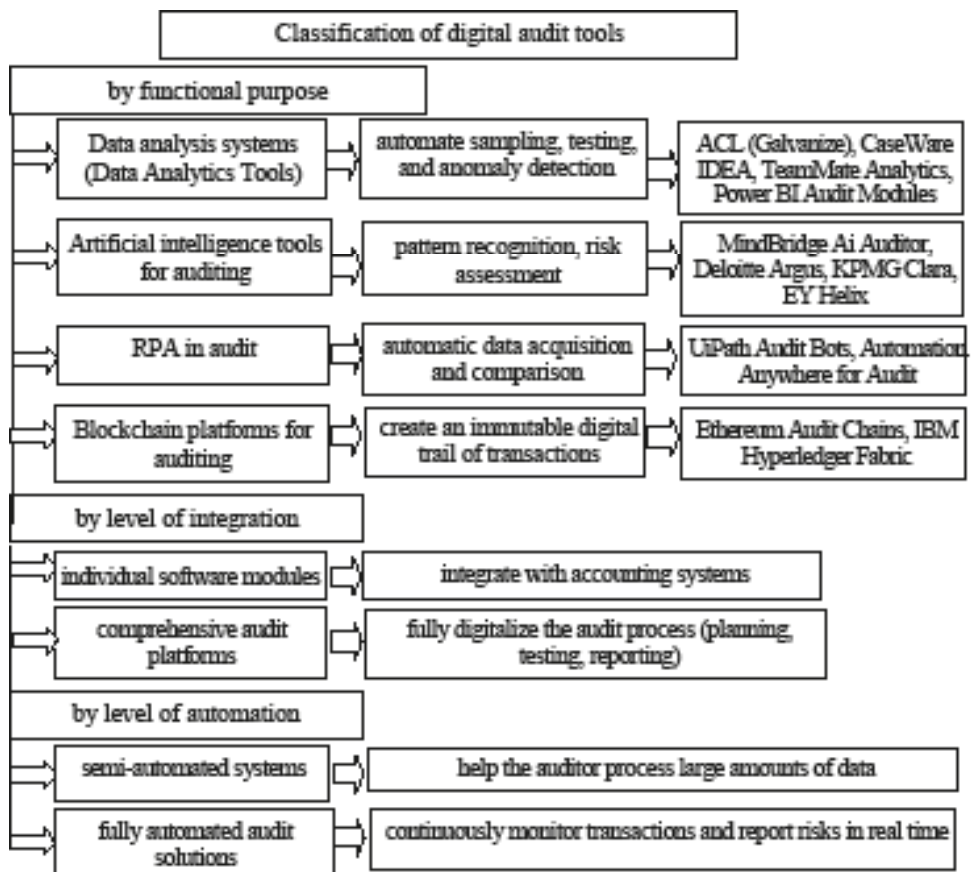 Classification of digital audit tools
by functional purpose
Data analysis systems
(Data Analytics Tools)
automate sampling, testing,
and anomaly detection
ACL (Galvanize), CaseWare
IDEA, TeamMate Analytics,
Power BI Audit Modules
Artificial intelligence tools
for auditing
pattern recognition, risk
assessment
MindBridge Ai Auditor,
Deloitte Argus, KPMG Clara,
EY Helix
RPA in audit
automatic data acquisition
and comparison
UiPath Audit Bots, Automation
Anywhere for Audit
Blockchain platforms for
auditing
create an immutable digital
trail of transactions
Ethereum Audit Chains, IBM
Hyperledger Fabric
by level of integration
individual software modules
integrate with accounting systems
comprehensive audit
platforms
fully digitalize the audit process (planning,
testing, reporting)
by level of automation
semi-automated systems
help the auditor process large amounts of data
fully automated audit
solutions
continuously monitor transactions and report risks in real time